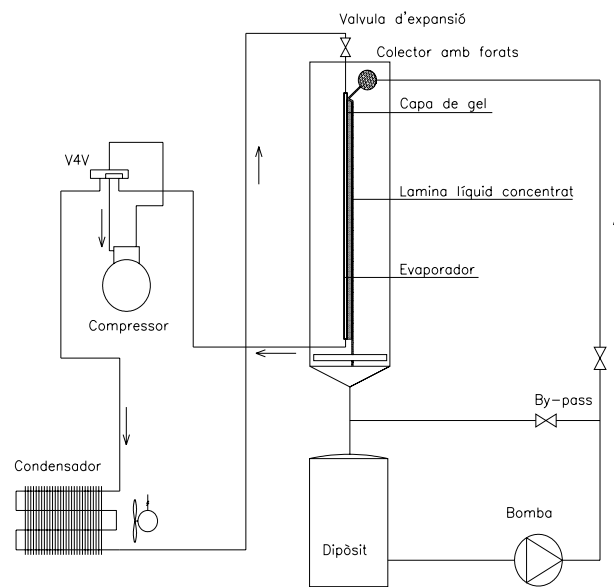 Valvula d'expansió
Colector amb forats
Capa de gel
V4V
Lamina líquid concentrat
Evaporador
Compressor
By-pass
Condensador
Bomba
Dipòsit